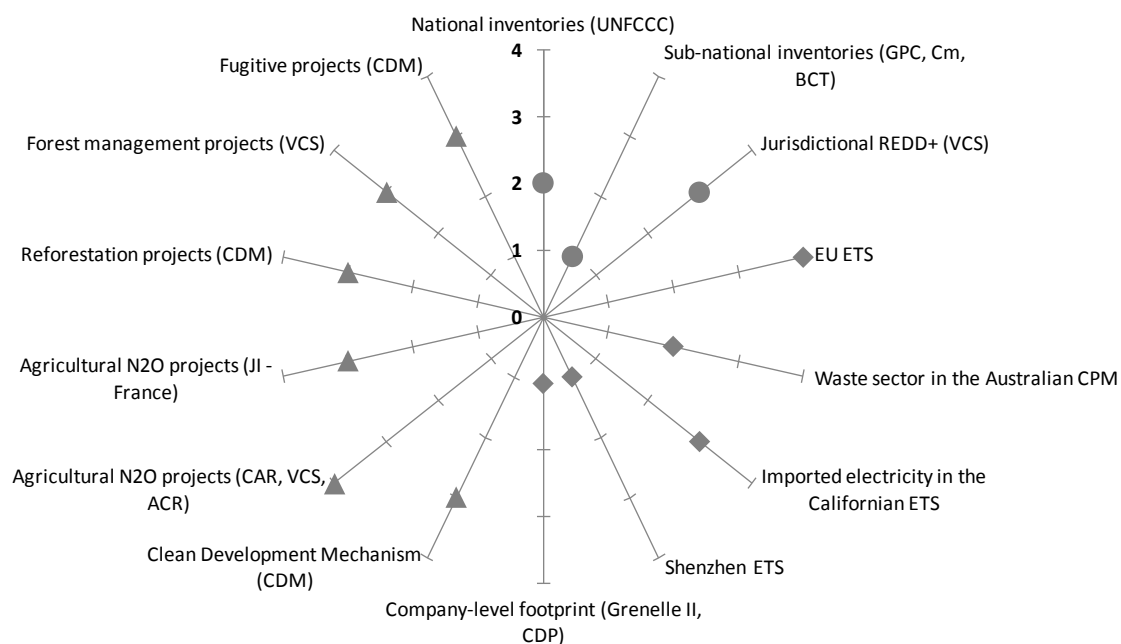 National inventories (UNFCCC)
4
Sub-national inventories (GPC, Cm,
BCT)
Fugitive projects (CDM)
3
Forest management projects (VCS)
Jurisdictional REDD+ (VCS)
2
Reforestation projects (CDM)
1
EU ETS
0
Agricultural N2O projects (JI -
France)
Waste sector in the Australian CPM
Agricultural N2O projects (CAR, VCS,
ACR)
Imported electricity in the
Californian ETS
Clean Development Mechanism
(CDM)
Shenzhen ETS
Company-level footprint (Grenelle II,
CDP)